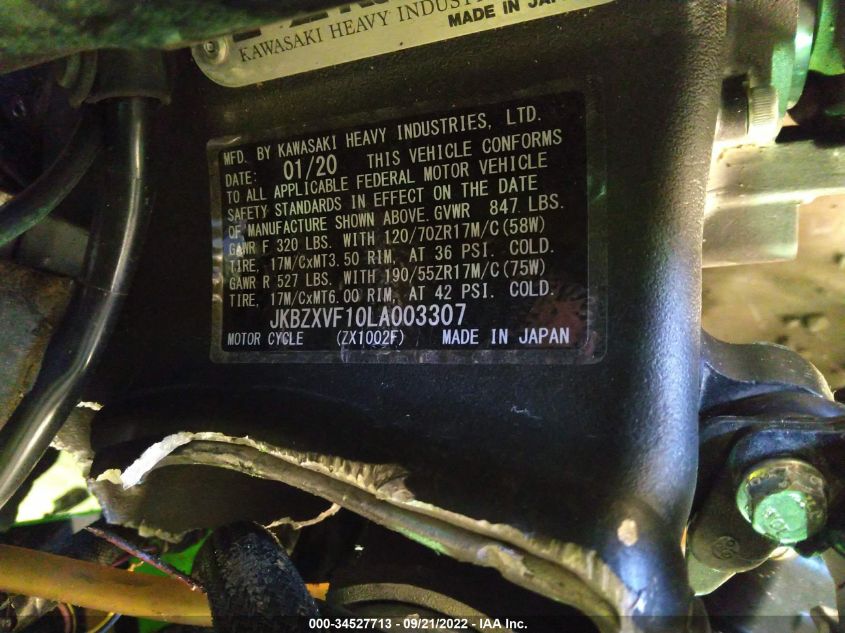 KAWASAKI HEAVY INDUSTRIES
MADE IN JAPAN
MFD. BY KAWASAKI HEAVY INDUSTRIES, LTD.
DATE: 01/20 THIS VEHICLE CONFORMS
TO ALL APPLICABLE FEDERAL MOTOR VEHICLE
SAFETY STANDARDS IN EFFECT ON THE DATE
OF MANUFACTURE SHOWN ABOVE. GVWR 847 LBS.
GAWR F 320 LBS. WITH 120/70ZR17M/C(58W)
TIRE, 17M/CxMT3.50 RIM, AT 36 PSI. COLD.
GAWR R 527 LBS. WITH 190/55ZR17M/C(75W)
TIRE, 17M/CxMT6.00 RIM, AT 42 PSI. COLD.
JKBZXVF10LA003307
MOTOR CYCLE (ZX1002F) MADE IN JAPAN
000-34527713 - 09/21/2022 - IAA Inc.